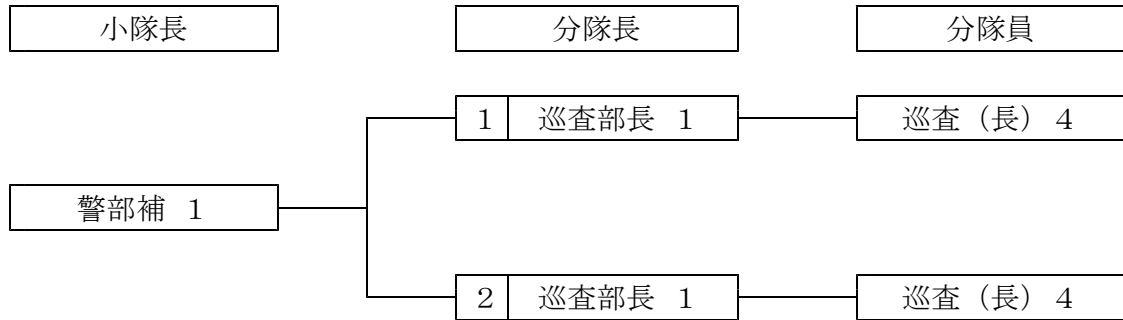 小隊長 分隊長 分隊員
1 巡査部長 1 巡査（長）4
警部補 1
2 巡査部長 1 巡査（長）4